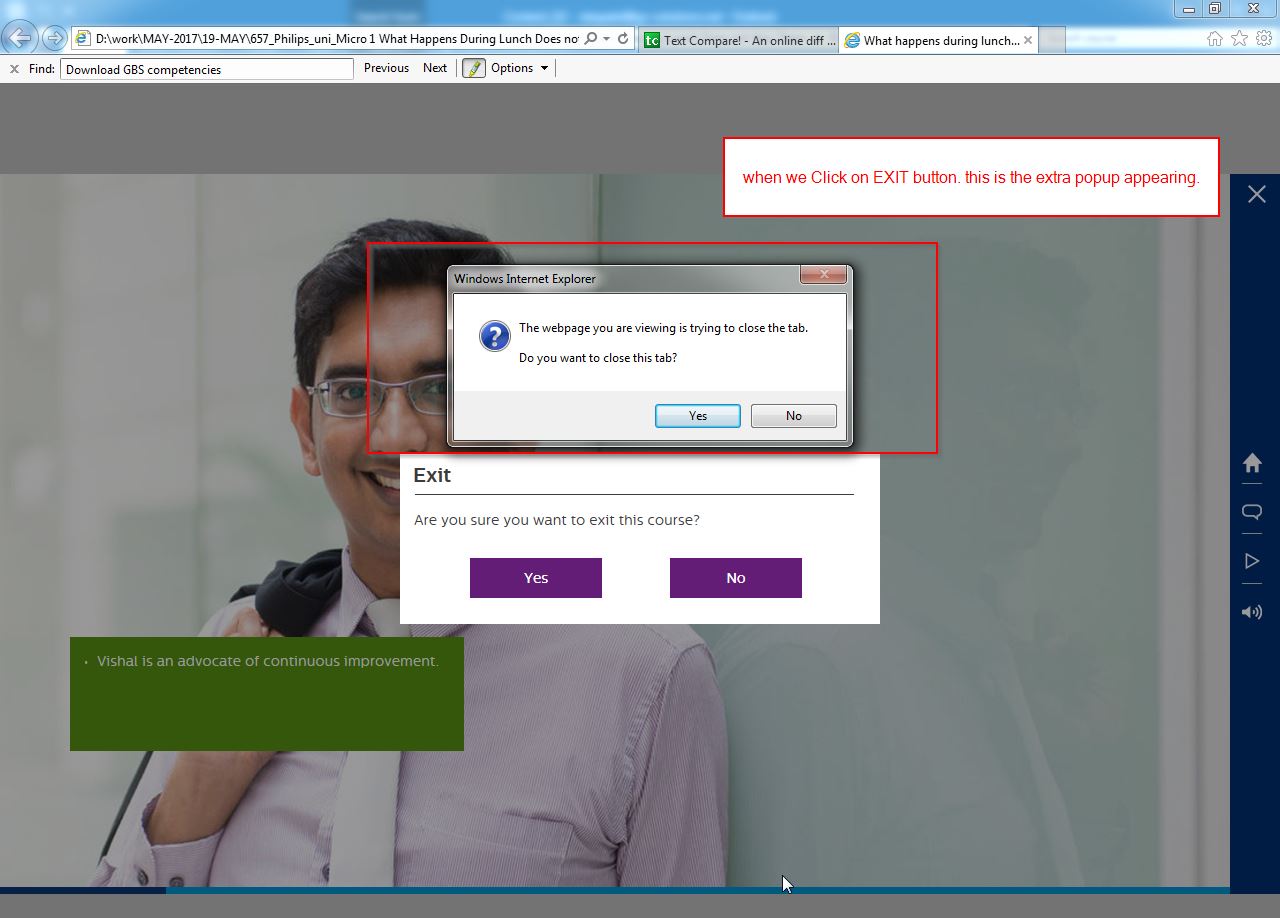 D:\work\MAY-2017\19-MAY\657_Philips_uni_Micro 1 What Happens During Lunch Does no
tc Text Compare! - An online diff ...
What happens during lunch...
Find: Download GBS competencies Previous Next Options
when we Click on EXIT button. this is the extra popup appearing.
Windows Internet Explorer
The webpage you are viewing is trying to close the tab.
Do you want to close this tab?
Yes No
Exit
Are you sure you want to exit this course?
Yes No
• Vishal is an advocate of continuous improvement.